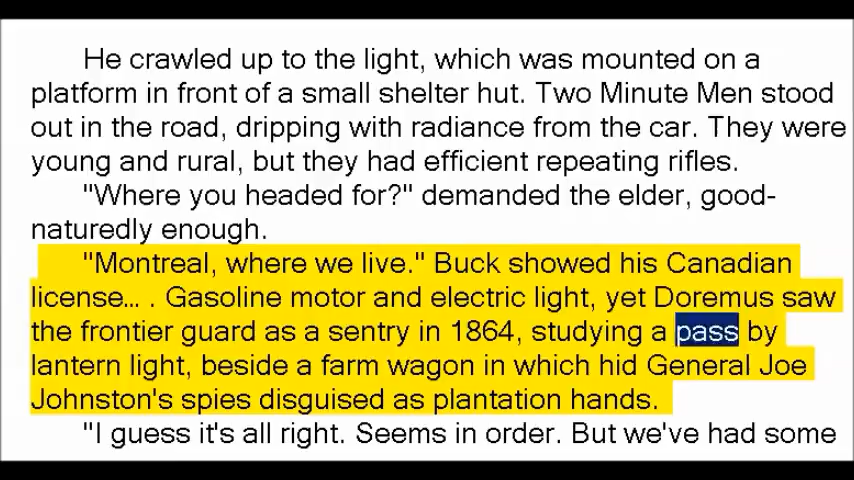 He crawled up to the light, which was mounted on a
platform in front of a small shelter hut. Two Minute Men stood
out in the road, dripping with radiance from the car. They were
young and rural, but they had efficient repeating rifles.
"Where you headed for?" demanded the elder, good-
naturedly enough.
"Montreal, where we live." Buck showed his Canadian
license... . Gasoline motor and electric light, yet Doremus saw
the frontier guard as a sentry in 1864, studying a pass by
lantern light, beside a farm wagon in which hid General Joe
Johnston's spies disguised as plantation hands.
"I guess it's all right. Seems in order. But we've had some